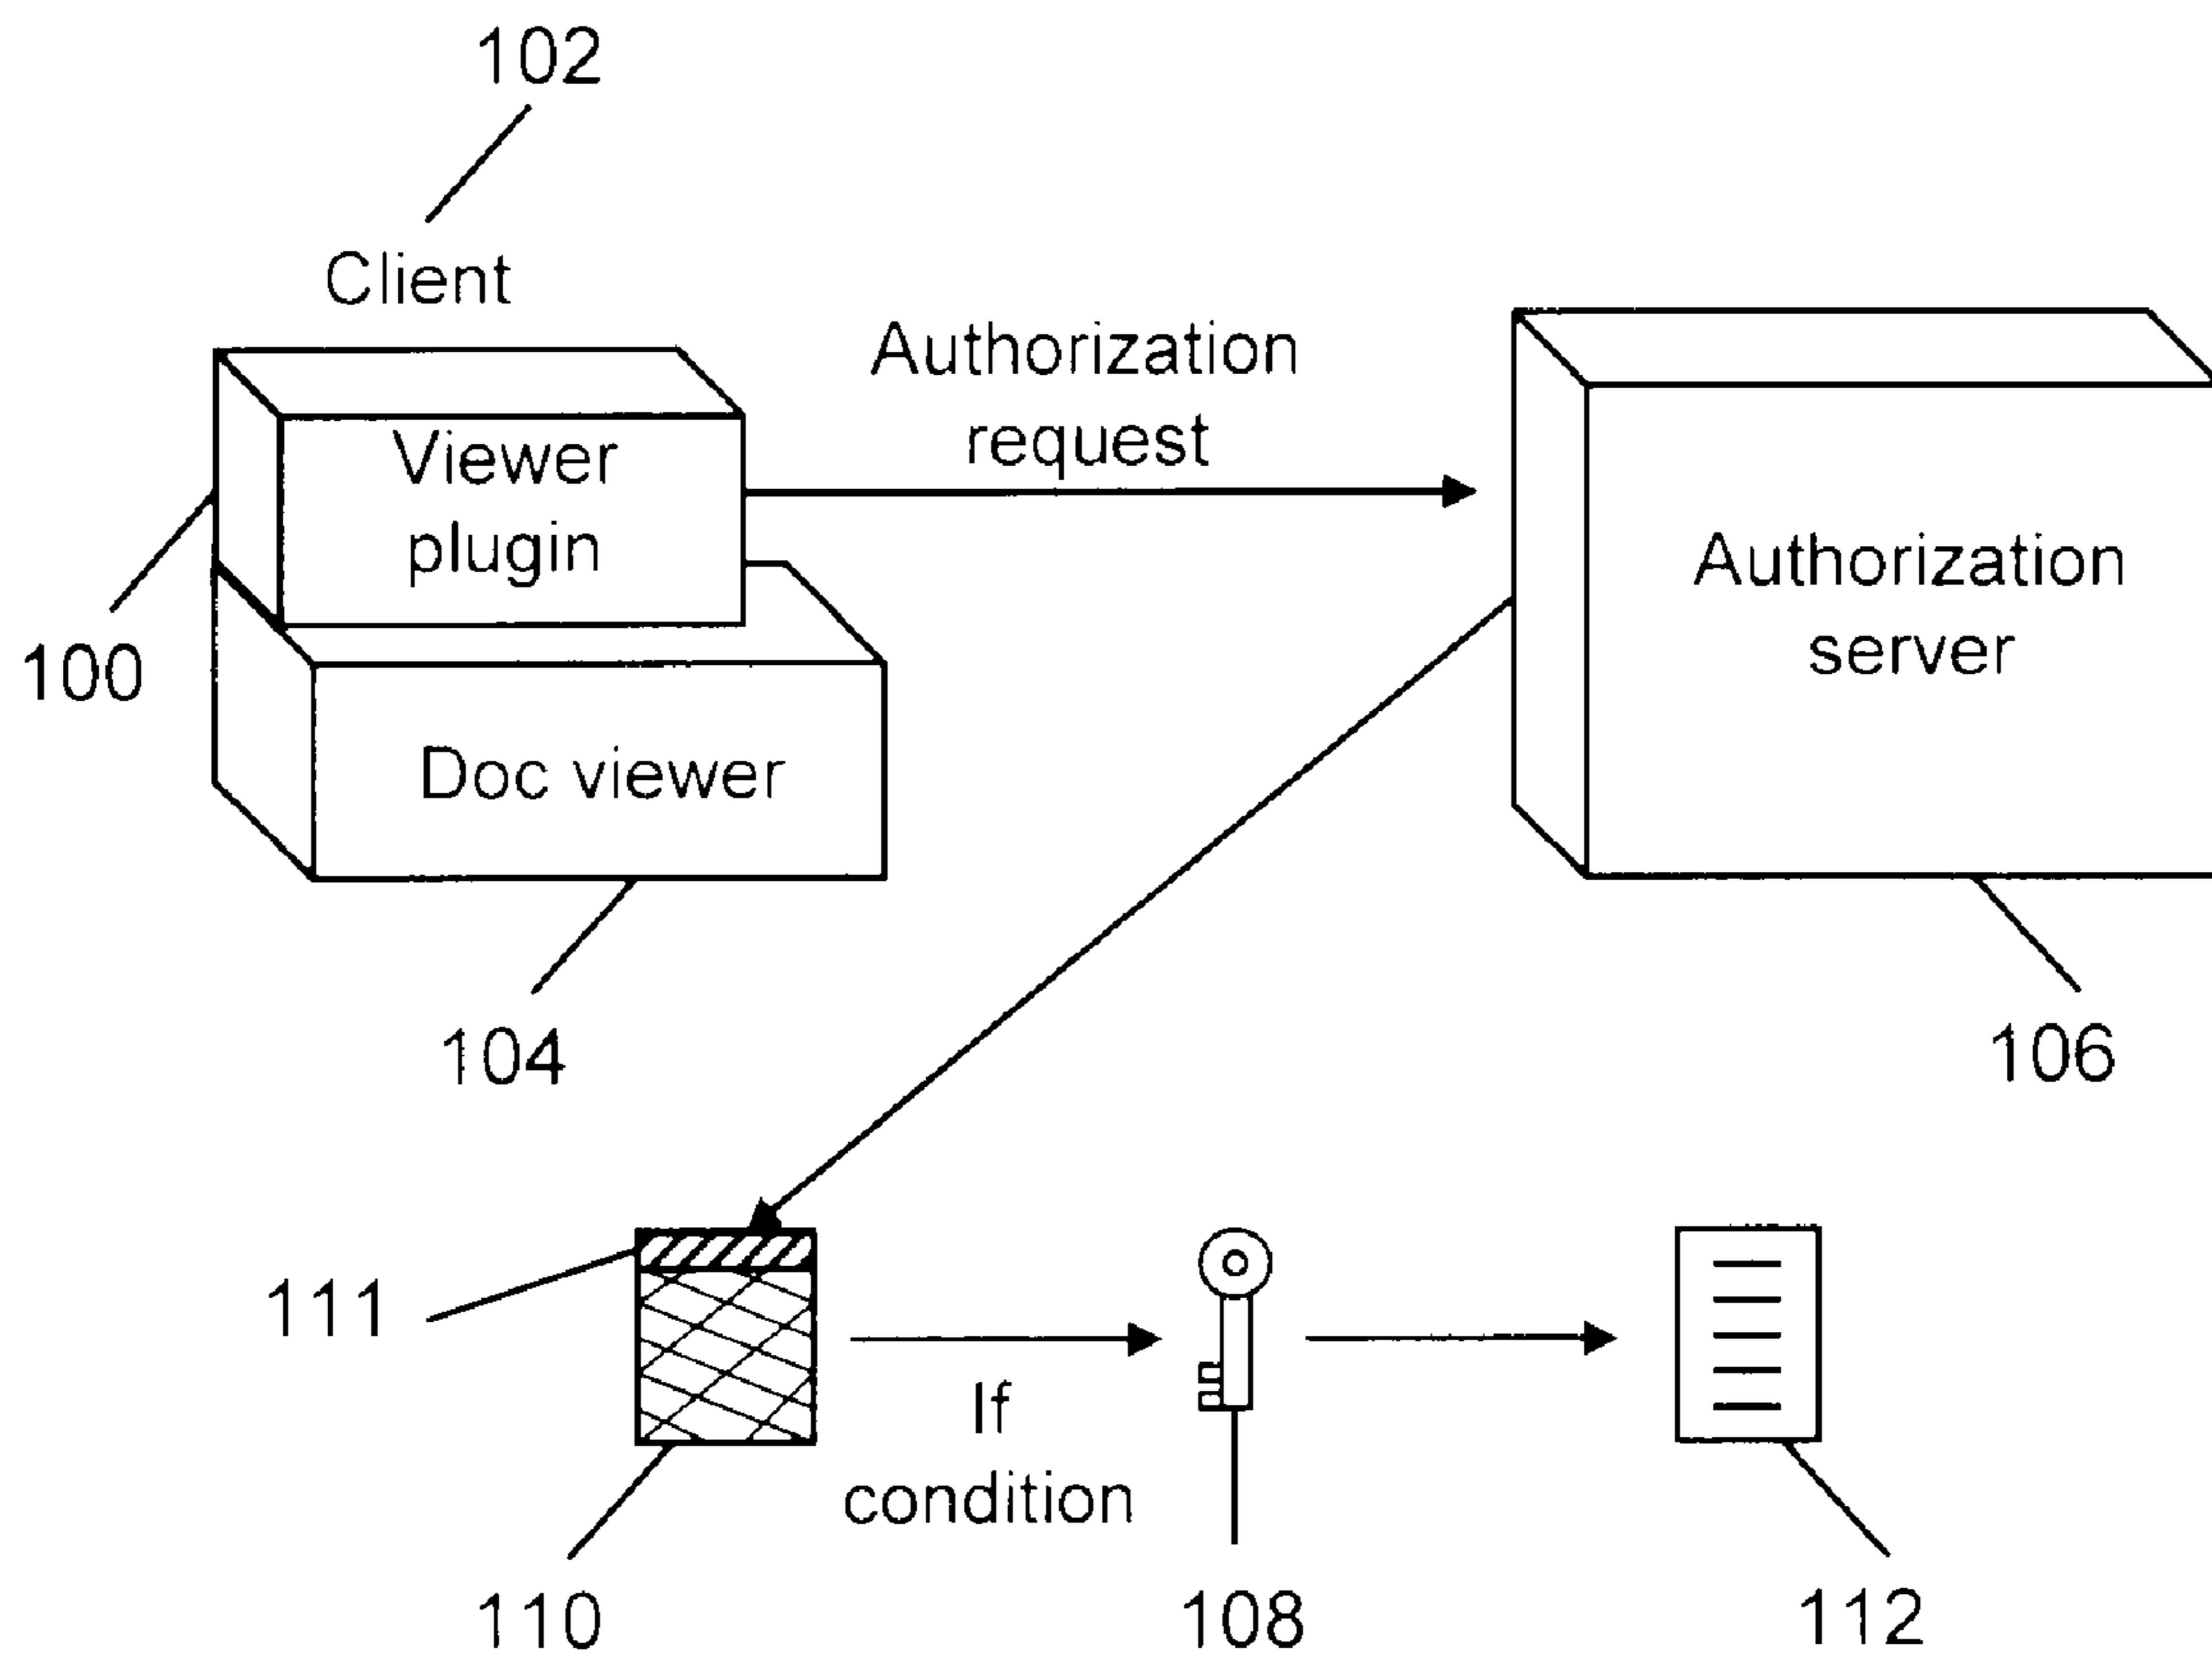 102
Client
Authorization
request
Viewer
plugin
Authorization
server
100
Doc viewer
104
106
111
If
condition
110
108
112